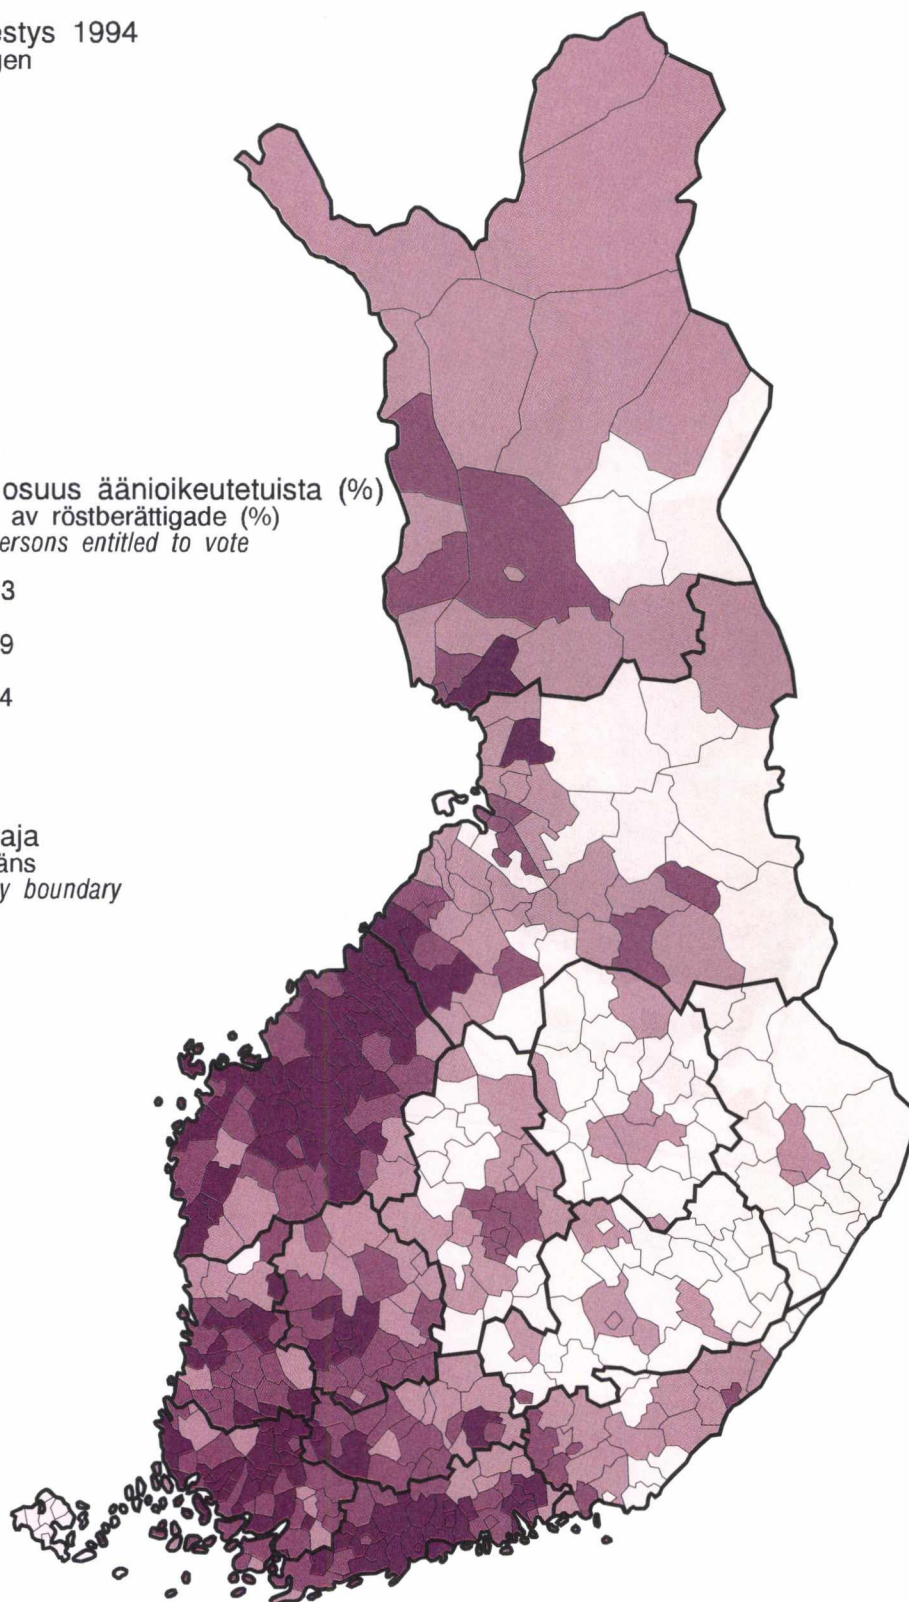 estys 1994
gen
osuus äänioikeutetuista (%)
av röstberättigade (%)
ersons entitled to vote
3
9
4
aja
äns
y boundary